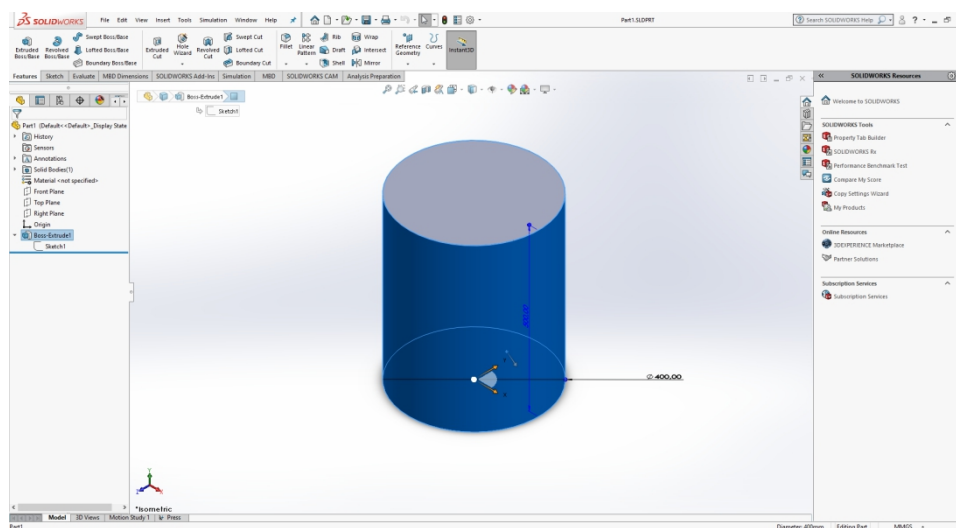 SOLIDWORKS File Edit View Insert Tools Simulation Window Help Part1.SLDPRT Search SOLIDWORKS Help
Extruded Boss/Base
Revolved Boss/Base
Swept Boss/Base
Lofted Boss/Base
Boundary Boss/Base
Extruded Cut
Hole Wizard
Revolved Cut
Swept Cut
Lofted Cut
Boundary Cut
Fillet
Linear Pattern
Rib
Draft
Shell
Wrap
Intersect
Mirror
Reference Geometry
Curves
Instant3D
Features Sketch Evaluate MBD Dimensions SOLIDWORKS Add-Ins Simulation MBD SOLIDWORKS CAM Analysis Preparation
Part1 (Default<<Default>_Display State
History
Sensors
Annotations
Solid Bodies(1)
Material <not specified>
Front Plane
Top Plane
Right Plane
Origin
Boss-Extrude1
Sketch1
Boss-Extrude1
Sketch1
Ø 400,00
Y
X
Y
Z
X
*Isometric
SOLIDWORKS Resources
Welcome to SOLIDWORKS
SOLIDWORKS Tools
Property Tab Builder
SOLIDWORKS Rx
Performance Benchmark Test
Compare My Score
Copy Settings Wizard
My Products
Online Resources
3DEXPERIENCE Marketplace
Partner Solutions
Subscription Services
Subscription Services
Model 3D Views Motion Study 1 Press
Part1 Diameter: 400mm Editing Part MMGS